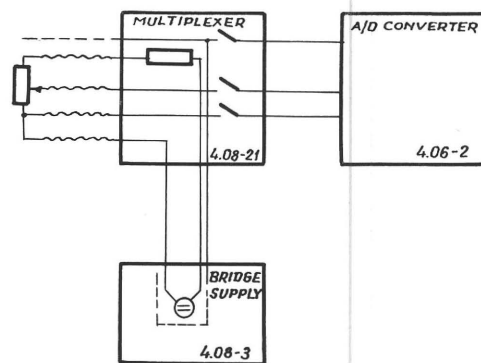 MULTIPLEXER
A/D CONVERTER
4.08-21
4.06-2
BRIDGE
SUPPLY
4.08-3